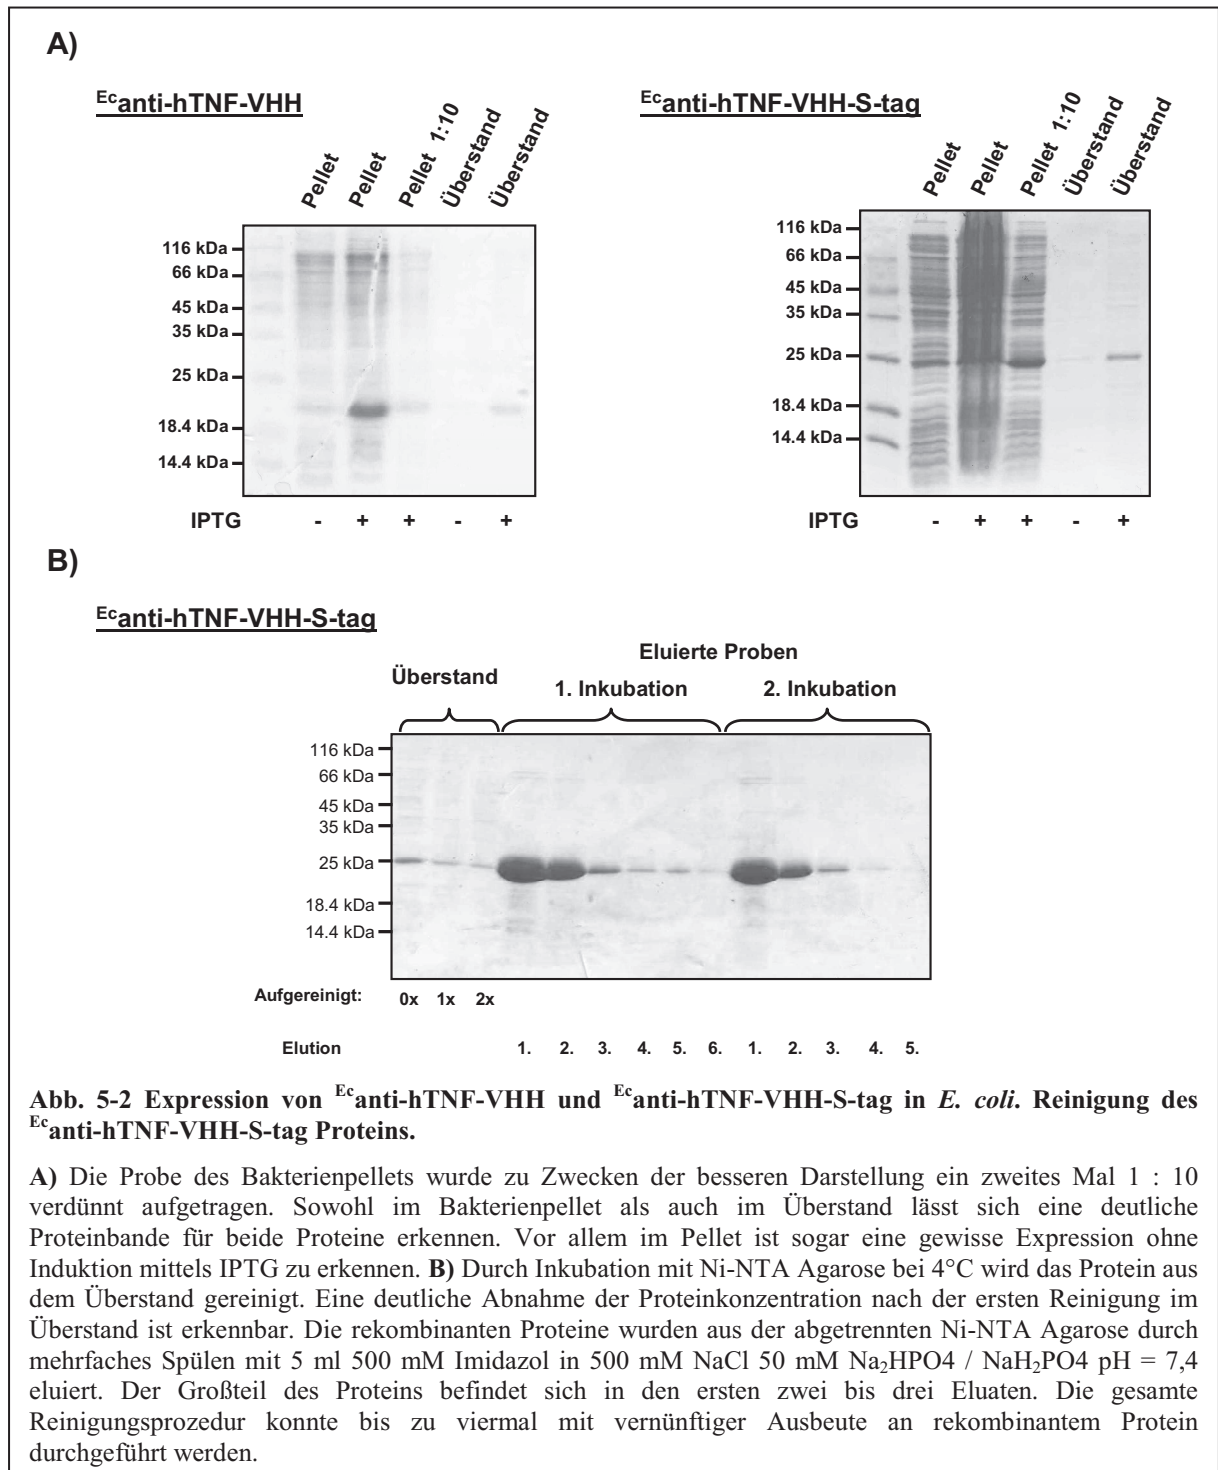 A)
Ecanti-hTNF-VHH
Pellet
Pellet
Pellet 1:10
Überstand
Überstand
116 kDa
66 kDa
45 kDa
35 kDa
25 kDa
18.4 kDa
14.4 kDa
IPTG - + + - +
Ecanti-hTNF-VHH-S-tag
Pellet
Pellet
Pellet 1:10
Überstand
Überstand
116 kDa
66 kDa
45 kDa
35 kDa
25 kDa
18.4 kDa
14.4 kDa
IPTG - + + - +
B)
Ecanti-hTNF-VHH-S-tag
Eluierte Proben
Überstand
1. Inkubation 2. Inkubation
116 kDa
66 kDa
45 kDa
35 kDa
25 kDa
18.4 kDa
14.4 kDa
Aufgereinigt: 0x 1x 2x
Elution 1. 2. 3. 4. 5. 6. 1. 2. 3. 4. 5.
Abb. 5-2 Expression von Ecanti-hTNF-VHH und Ecanti-hTNF-VHH-S-tag in E. coli. Reinigung des
Ecanti-hTNF-VHH-S-tag Proteins.
A) Die Probe des Bakterienpellets wurde zu Zwecken der besseren Darstellung ein zweites Mal 1 : 10
verdünnt aufgetragen. Sowohl im Bakterienpellet als auch im Überstand lässt sich eine deutliche
Proteinbande für beide Proteine erkennen. Vor allem im Pellet ist sogar eine gewisse Expression ohne
Induktion mittels IPTG zu erkennen. B) Durch Inkubation mit Ni-NTA Agarose bei 4°C wird das Protein aus
dem Überstand gereinigt. Eine deutliche Abnahme der Proteinkonzentration nach der ersten Reinigung im
Überstand ist erkennbar. Die rekombinanten Proteine wurden aus der abgetrennten Ni-NTA Agarose durch
mehrfaches Spülen mit 5 ml 500 mM Imidazol in 500 mM NaCl 50 mM Na₂HPO4 / NaH₂PO4 pH = 7,4
eluiert. Der Großteil des Proteins befindet sich in den ersten zwei bis drei Eluaten. Die gesamte
Reinigungsprozedur konnte bis zu viermal mit vernünftiger Ausbeute an rekombinantem Protein
durchgeführt werden.